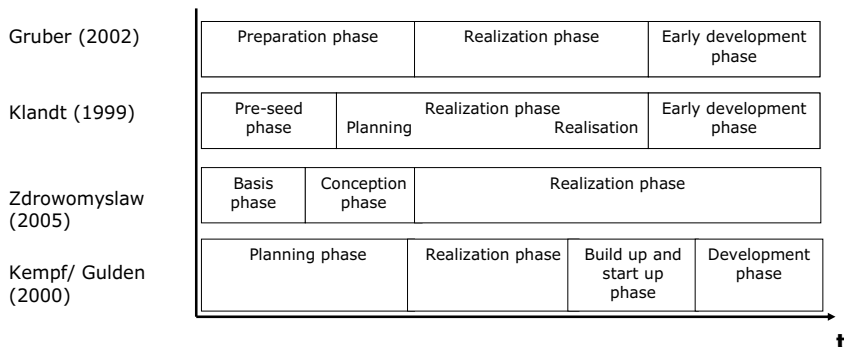 Gruber (2002)
Preparation phase
Realization phase
Early development
phase
Klandt (1999)
Pre-seed
phase
Realization phase
Planning
Realisation
Early development
phase
Zdrowomyslaw
(2005)
Basis
phase
Conception
phase
Realization phase
Kempf/ Gulden
(2000)
Planning phase
Realization phase
Build up and
start up
phase
Development
phase
t